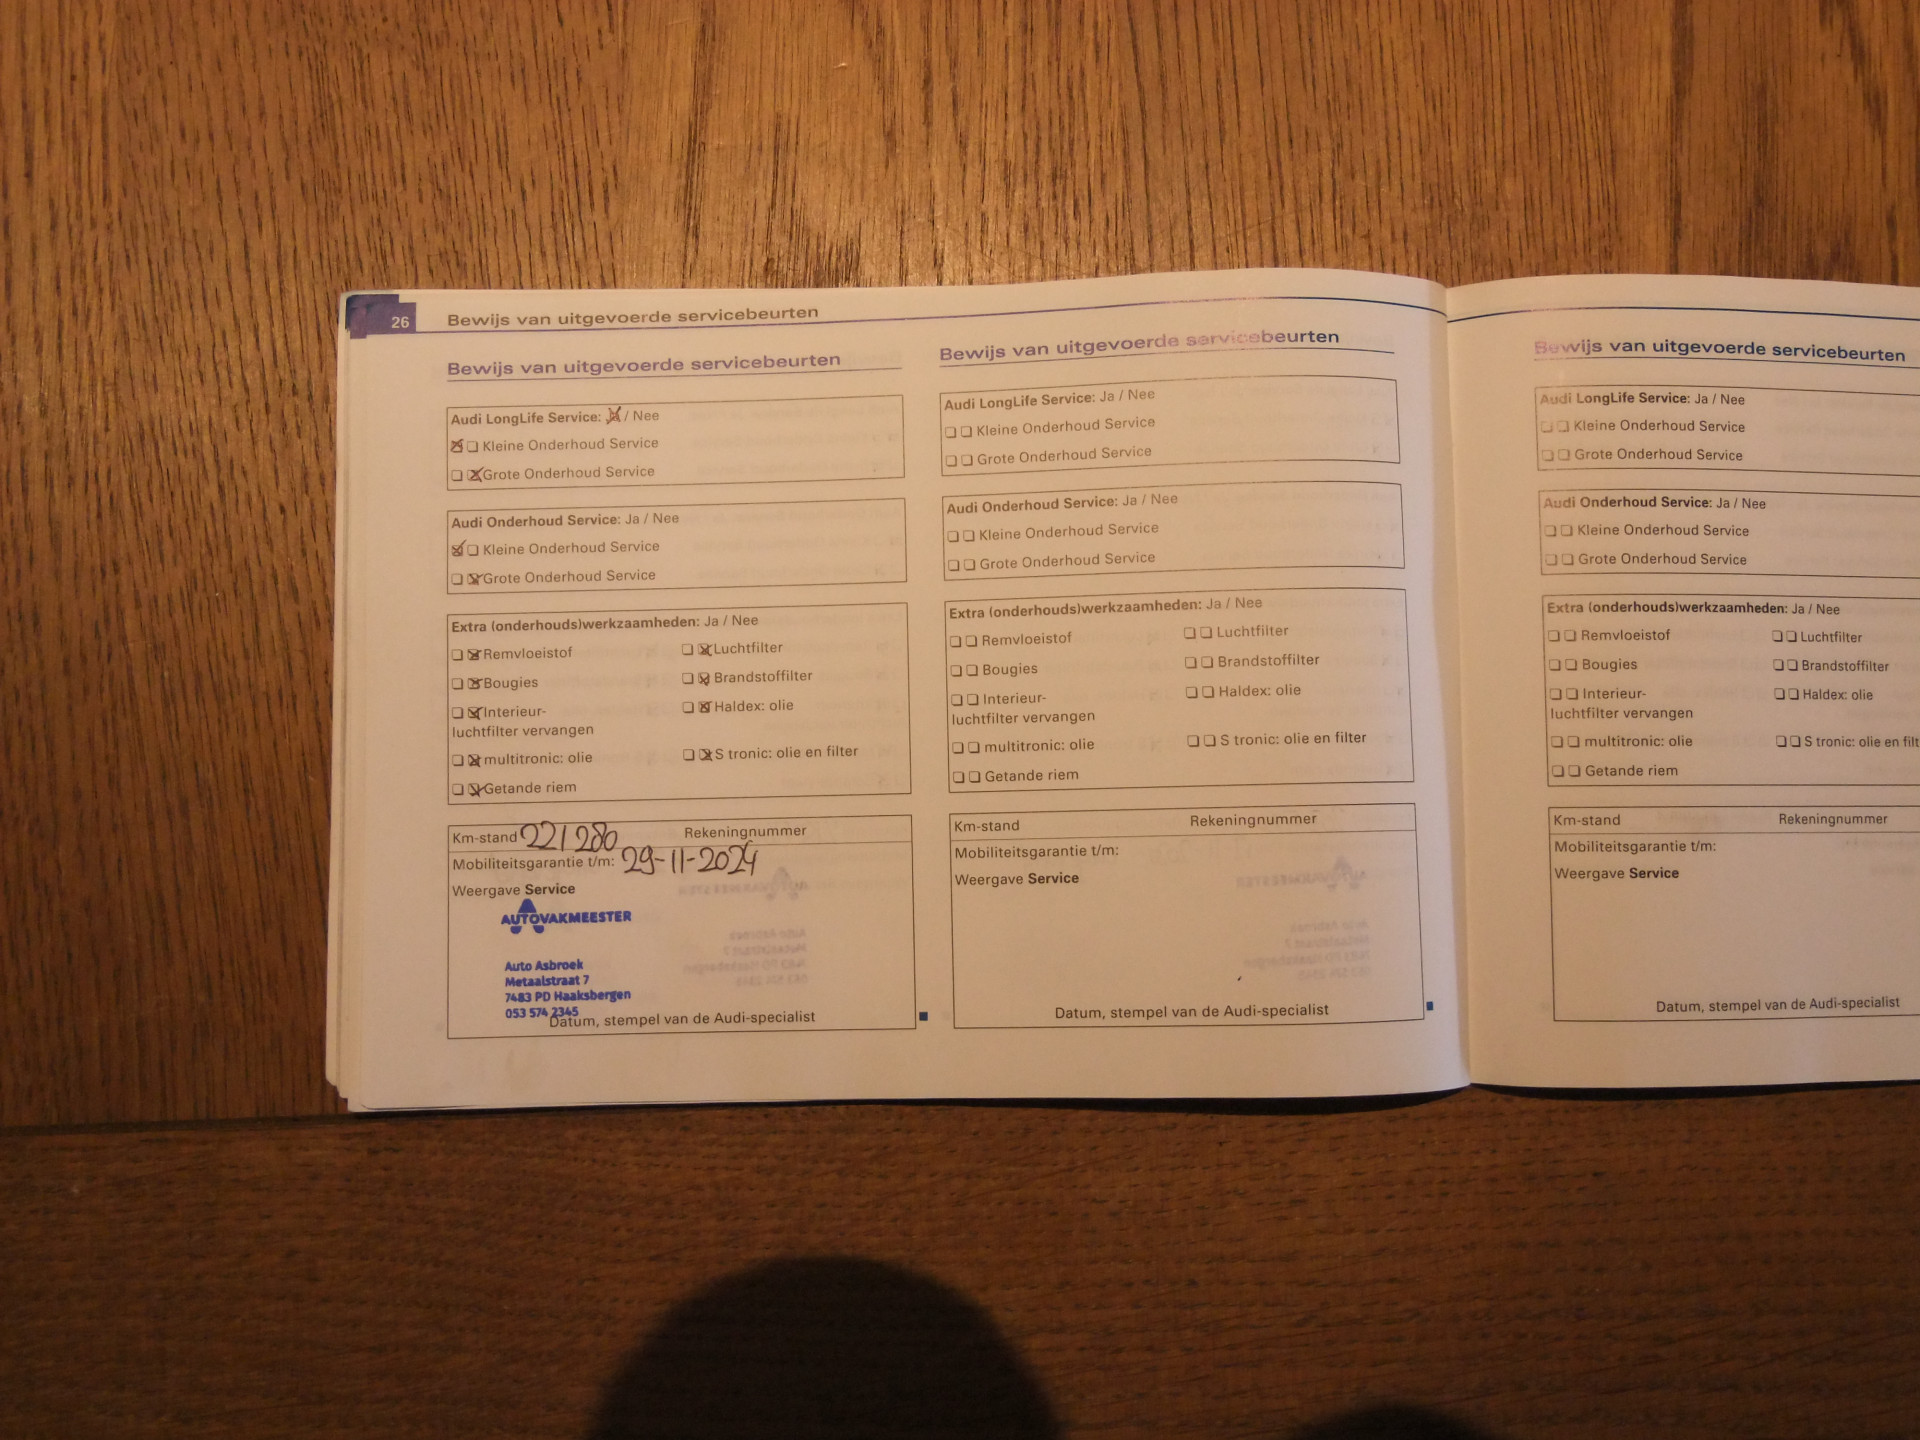 26
Bewijs van uitgevoerde servicebeurten
Bewijs van uitgevoerde servicebeurten
Audi LongLife Service: Ja / Nee
Kleine Onderhoud Service
Grote Onderhoud Service
Audi Onderhoud Service: Ja / Nee
Kleine Onderhoud Service
Grote Onderhoud Service
Extra (onderhouds)werkzaamheden: Ja / Nee
Remvloeistof Luchtfilter
Bougies Brandstoffilter
Interieur- Haldex: olie
luchtfilter vervangen
multitronic: olie S tronic: olie en filter
Getande riem
Km-stand 221280 Rekeningnummer
Mobiliteitsgarantie t/m: 29-11-2024
Weergave Service
AUTOVAKMEESTER
Auto Asbroek
Metaalstraat 7
7483 PD Haaksbergen
053 574 2345
Datum, stempel van de Audi-specialist
Bewijs van uitgevoerde servicebeurten
Audi LongLife Service: Ja / Nee
Kleine Onderhoud Service
Grote Onderhoud Service
Audi Onderhoud Service: Ja / Nee
Kleine Onderhoud Service
Grote Onderhoud Service
Extra (onderhouds)werkzaamheden: Ja / Nee
Remvloeistof Luchtfilter
Bougies Brandstoffilter
Interieur- Haldex: olie
luchtfilter vervangen
multitronic: olie S tronic: olie en filter
Getande riem
Km-stand Rekeningnummer
Mobiliteitsgarantie t/m:
Weergave Service
Datum, stempel van de Audi-specialist
Bewijs van uitgevoerde servicebeurten
Audi LongLife Service: Ja / Nee
Kleine Onderhoud Service
Grote Onderhoud Service
Audi Onderhoud Service: Ja / Nee
Kleine Onderhoud Service
Grote Onderhoud Service
Extra (onderhouds)werkzaamheden: Ja / Nee
Remvloeistof Luchtfilter
Bougies Brandstoffilter
Interieur- Haldex: olie
luchtfilter vervangen
multitronic: olie S tronic: olie en filt
Getande riem
Km-stand Rekeningnummer
Mobiliteitsgarantie t/m:
Weergave Service
Datum, stempel van de Audi-specialist